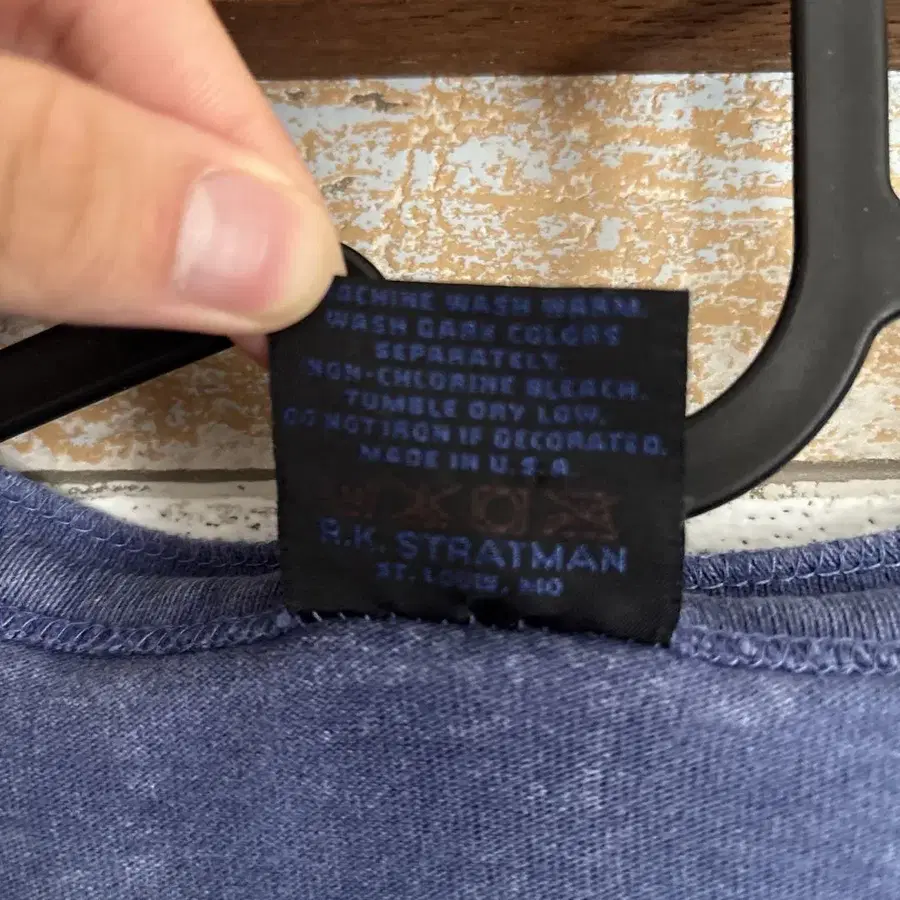 MACHINE WASH WARM.
WASH DARK COLORS
SEPARATELY.
NON-CHLORINE BLEACH.
TUMBLE DRY LOW.
DO NOT IRON IF DECORATED.
MADE IN U.S.A.
R.K. STRATMAN
ST. LOUIS, MO